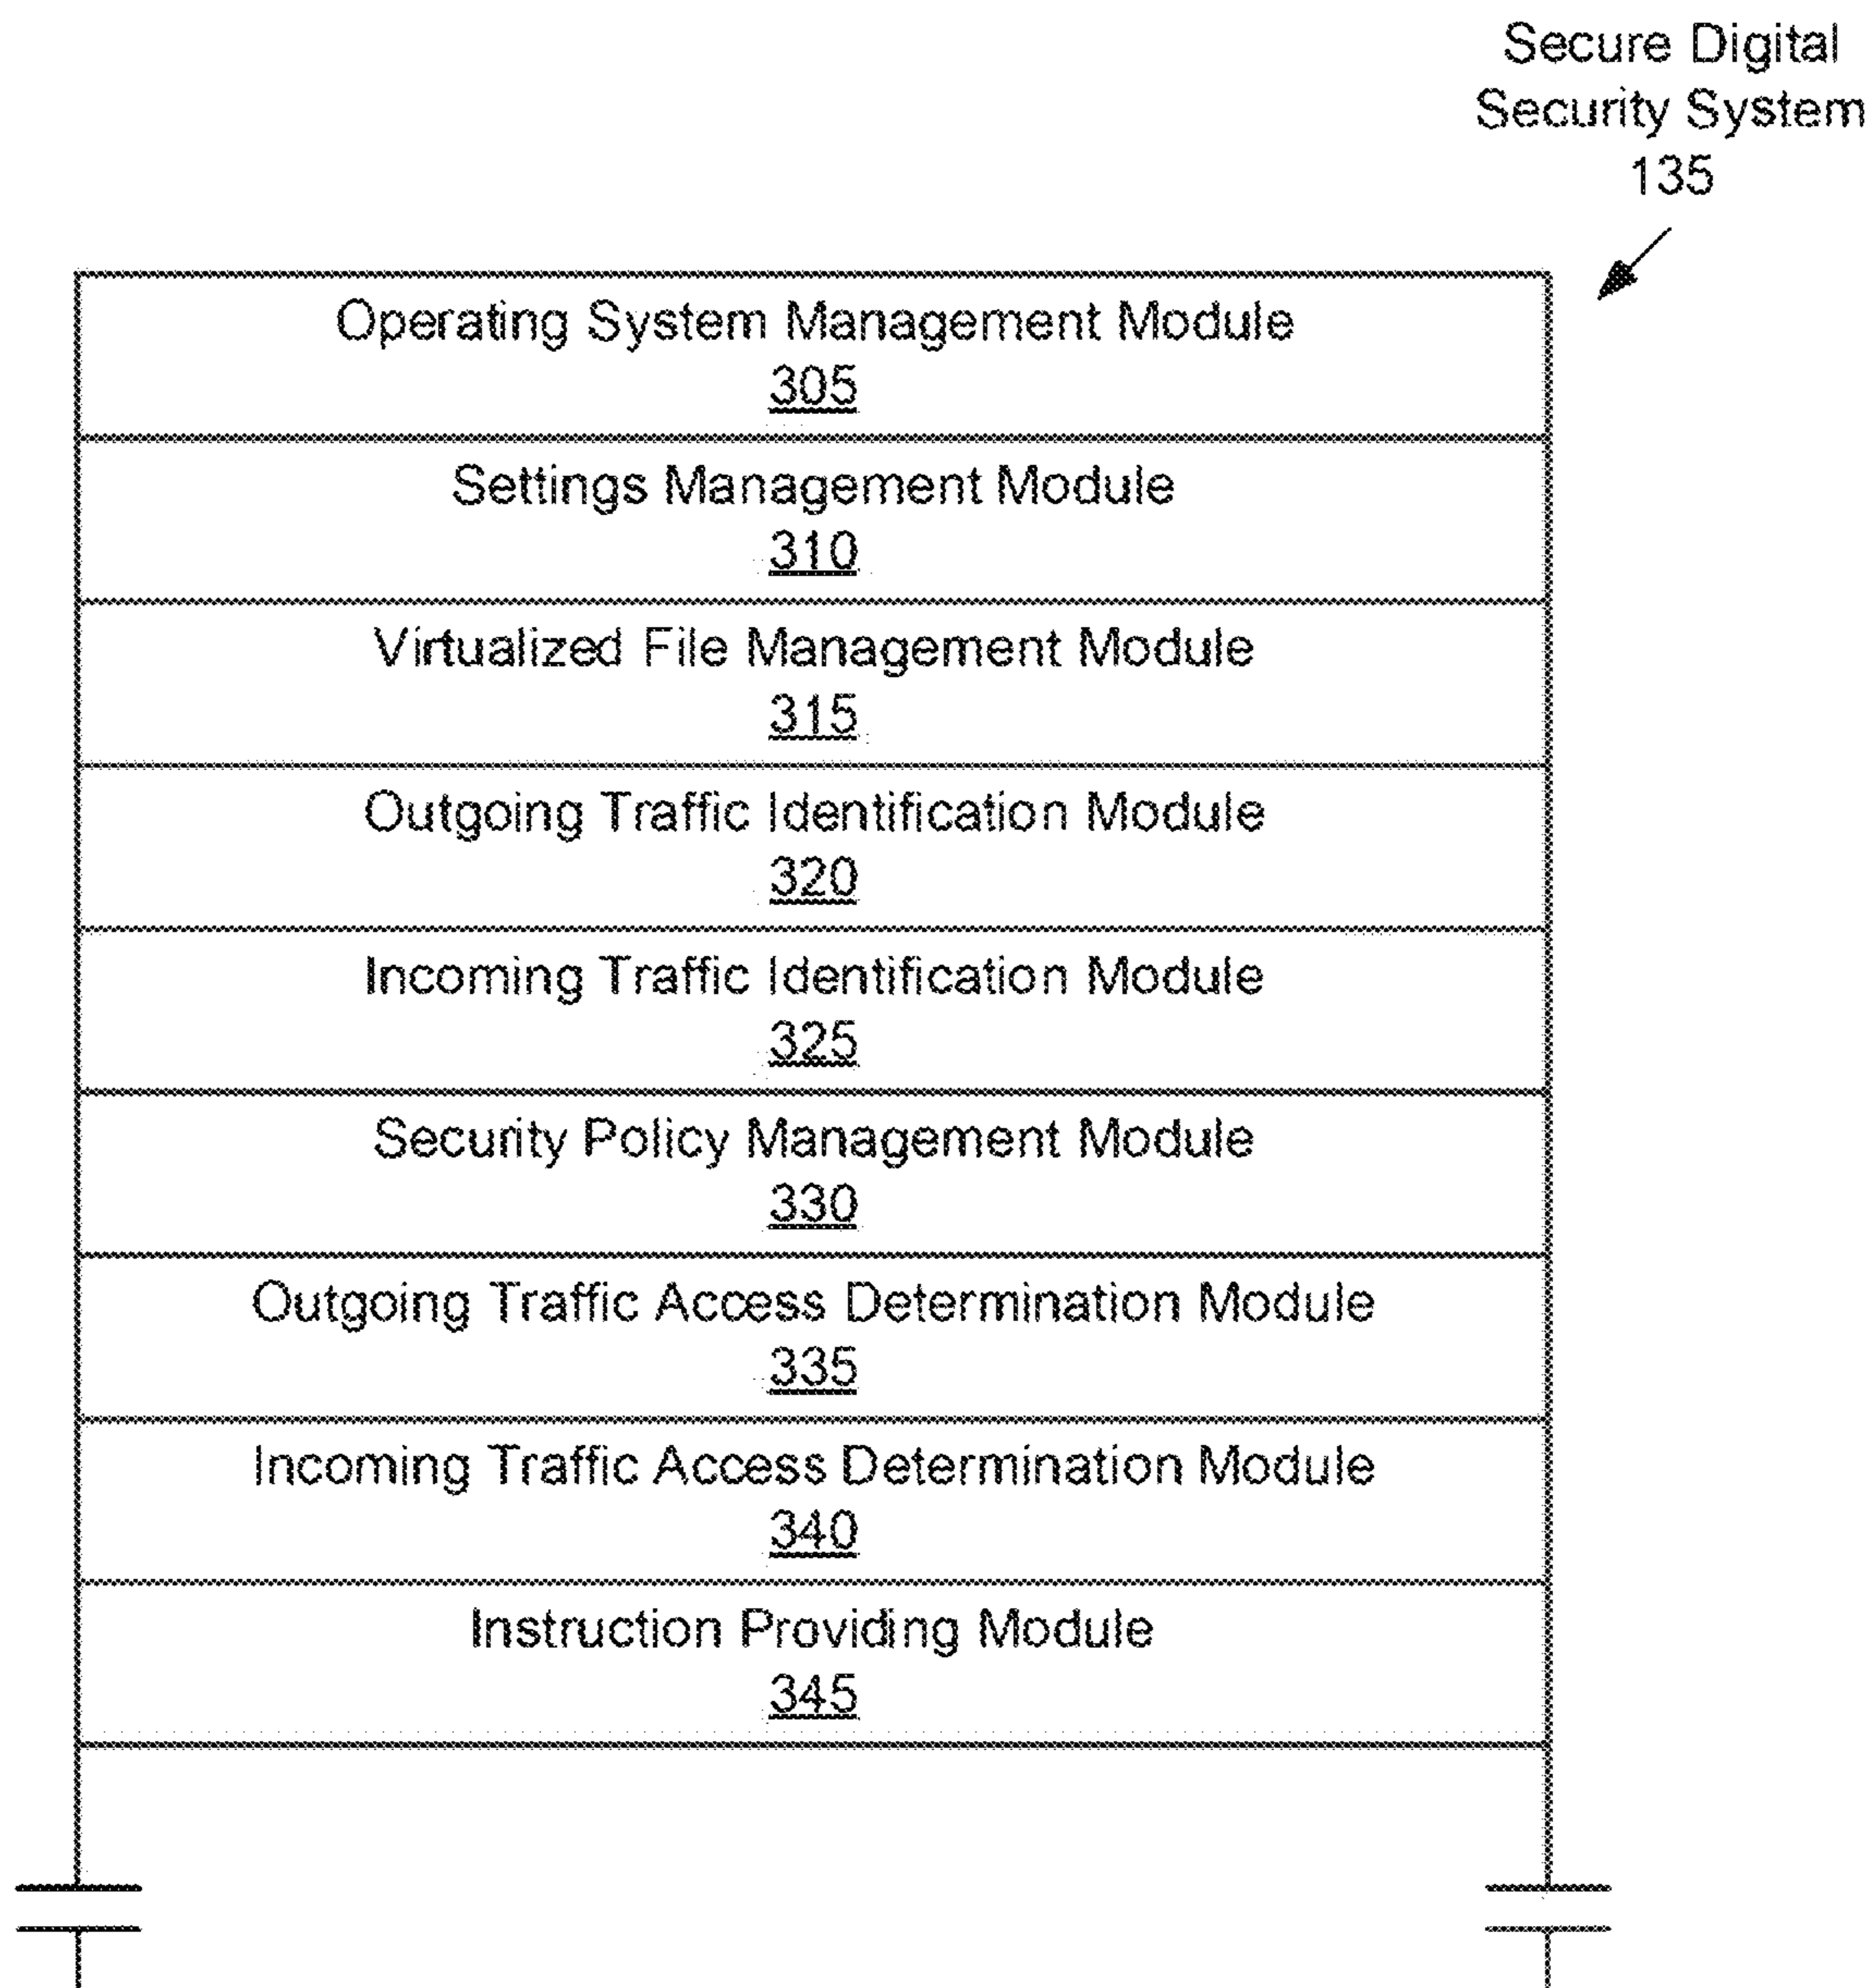 Secure Digital
Security System
135
Operating System Management Module
305
Settings Management Module
310
Virtualized File Management Module
315
Outgoing Traffic Identification Module
320
Incoming Traffic Identification Module
325
Security Policy Management Module
330
Outgoing Traffic Access Determination Module
335
Incoming Traffic Access Determination Module
340
Instruction Providing Module
345